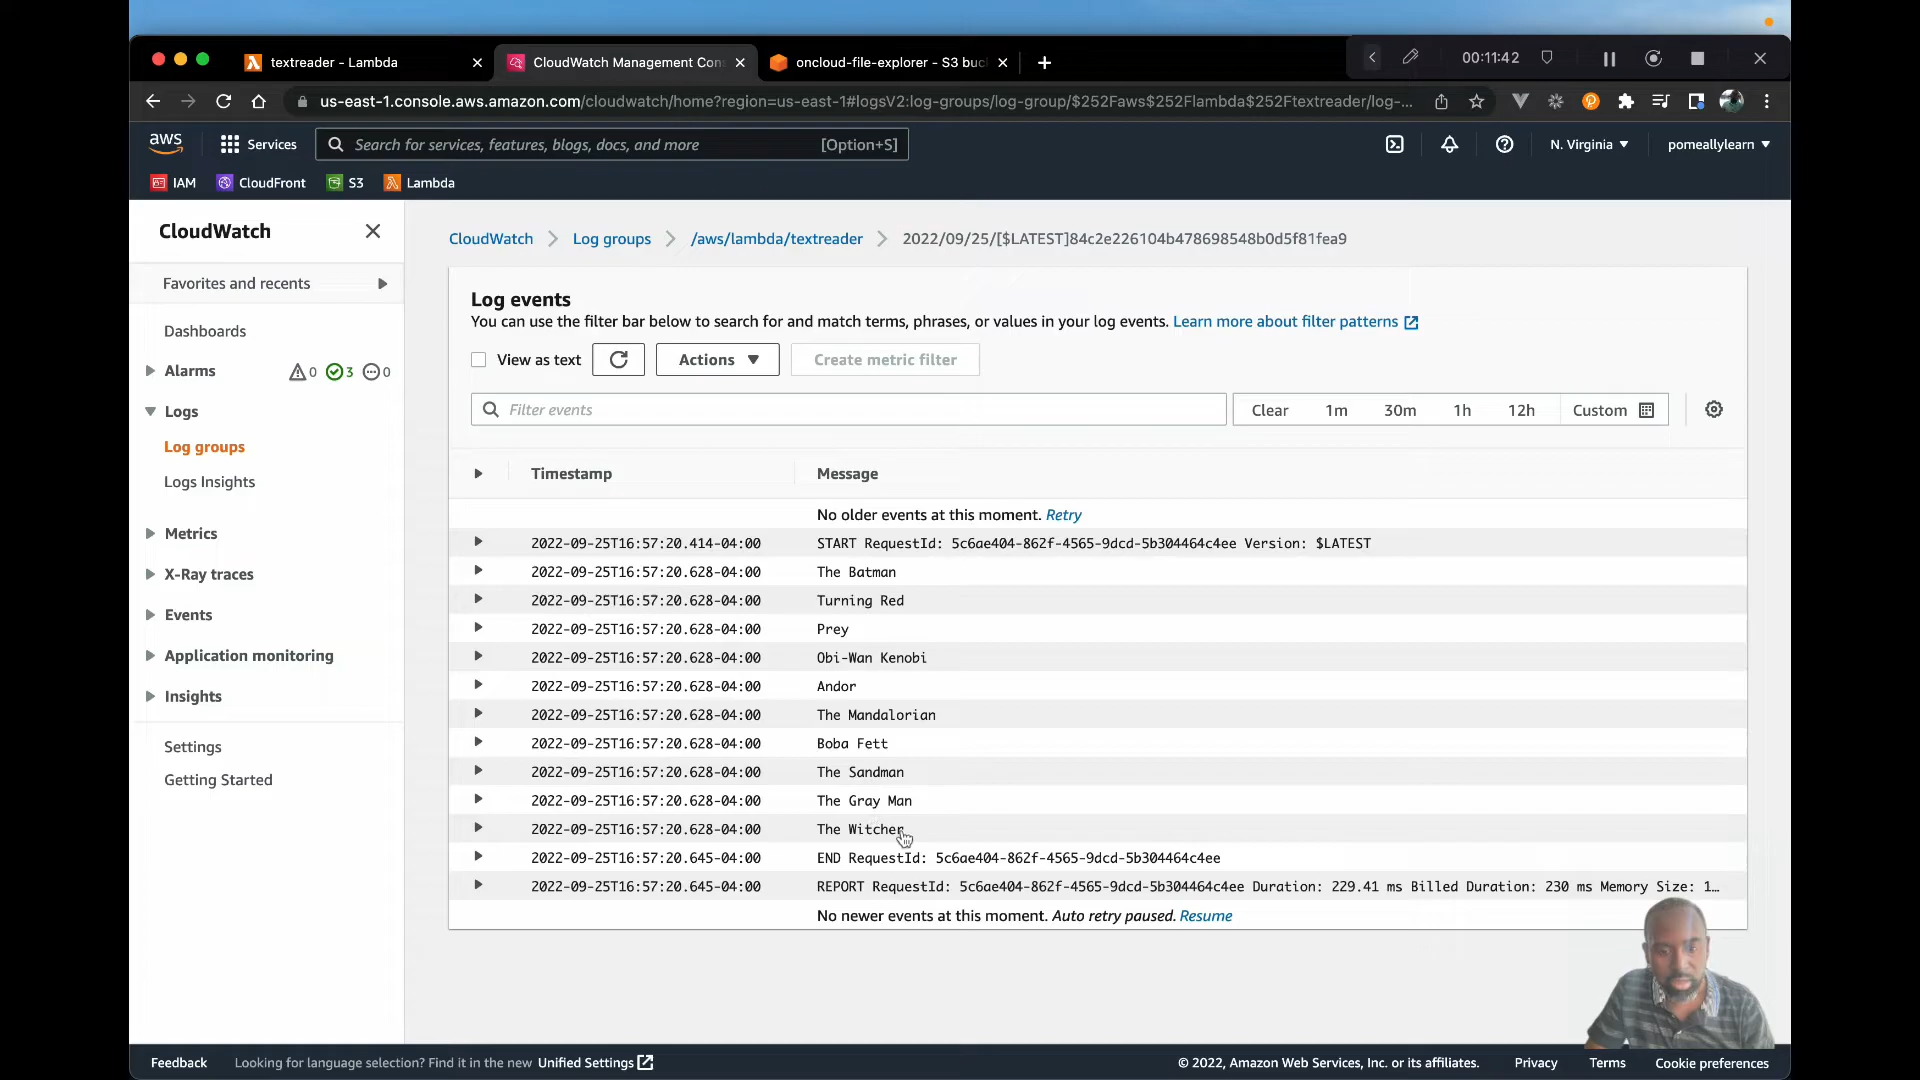 textreader - Lambda
CloudWatch Management Con
oncloud-file-explorer - S3 buc
00:11:42
us-east-1.console.aws.amazon.com/cloudwatch/home?region=us-east-1#logsV2:log-groups/log-group/$252Faws$252Flambda$252Ftextreader/log-...
aws
Services
Search for services, features, blogs, docs, and more
[Option+S]
N. Virginia
pomeallylearn
IAM
CloudFront
S3
Lambda
CloudWatch
Favorites and recents
Dashboards
Alarms
0
3
0
Logs
Log groups
Logs Insights
Metrics
X-Ray traces
Events
Application monitoring
Insights
Settings
Getting Started
CloudWatch
Log groups
/aws/lambda/textreader
2022/09/25/[$LATEST]84c2e226104b478698548b0d5f81fea9
Log events
You can use the filter bar below to search for and match terms, phrases, or values in your log events. Learn more about filter patterns
View as text
Actions
Create metric filter
Filter events
Clear
1m
30m
1h
12h
Custom
Timestamp
Message
No older events at this moment. Retry
2022-09-25T16:57:20.414-04:00 START RequestId: 5c6ae404-862f-4565-9dcd-5b304464c4ee Version: $LATEST
2022-09-25T16:57:20.628-04:00 The Batman
2022-09-25T16:57:20.628-04:00 Turning Red
2022-09-25T16:57:20.628-04:00 Prey
2022-09-25T16:57:20.628-04:00 Obi-Wan Kenobi
2022-09-25T16:57:20.628-04:00 Andor
2022-09-25T16:57:20.628-04:00 The Mandalorian
2022-09-25T16:57:20.628-04:00 Boba Fett
2022-09-25T16:57:20.628-04:00 The Sandman
2022-09-25T16:57:20.628-04:00 The Gray Man
2022-09-25T16:57:20.628-04:00 The Witcher
2022-09-25T16:57:20.645-04:00 END RequestId: 5c6ae404-862f-4565-9dcd-5b304464c4ee
2022-09-25T16:57:20.645-04:00 REPORT RequestId: 5c6ae404-862f-4565-9dcd-5b304464c4ee Duration: 229.41 ms Billed Duration: 230 ms Memory Size: 1…
No newer events at this moment. Auto retry paused. Resume
Feedback
Looking for language selection? Find it in the new Unified Settings
© 2022, Amazon Web Services, Inc. or its affiliates.
Privacy
Terms
Cookie preferences